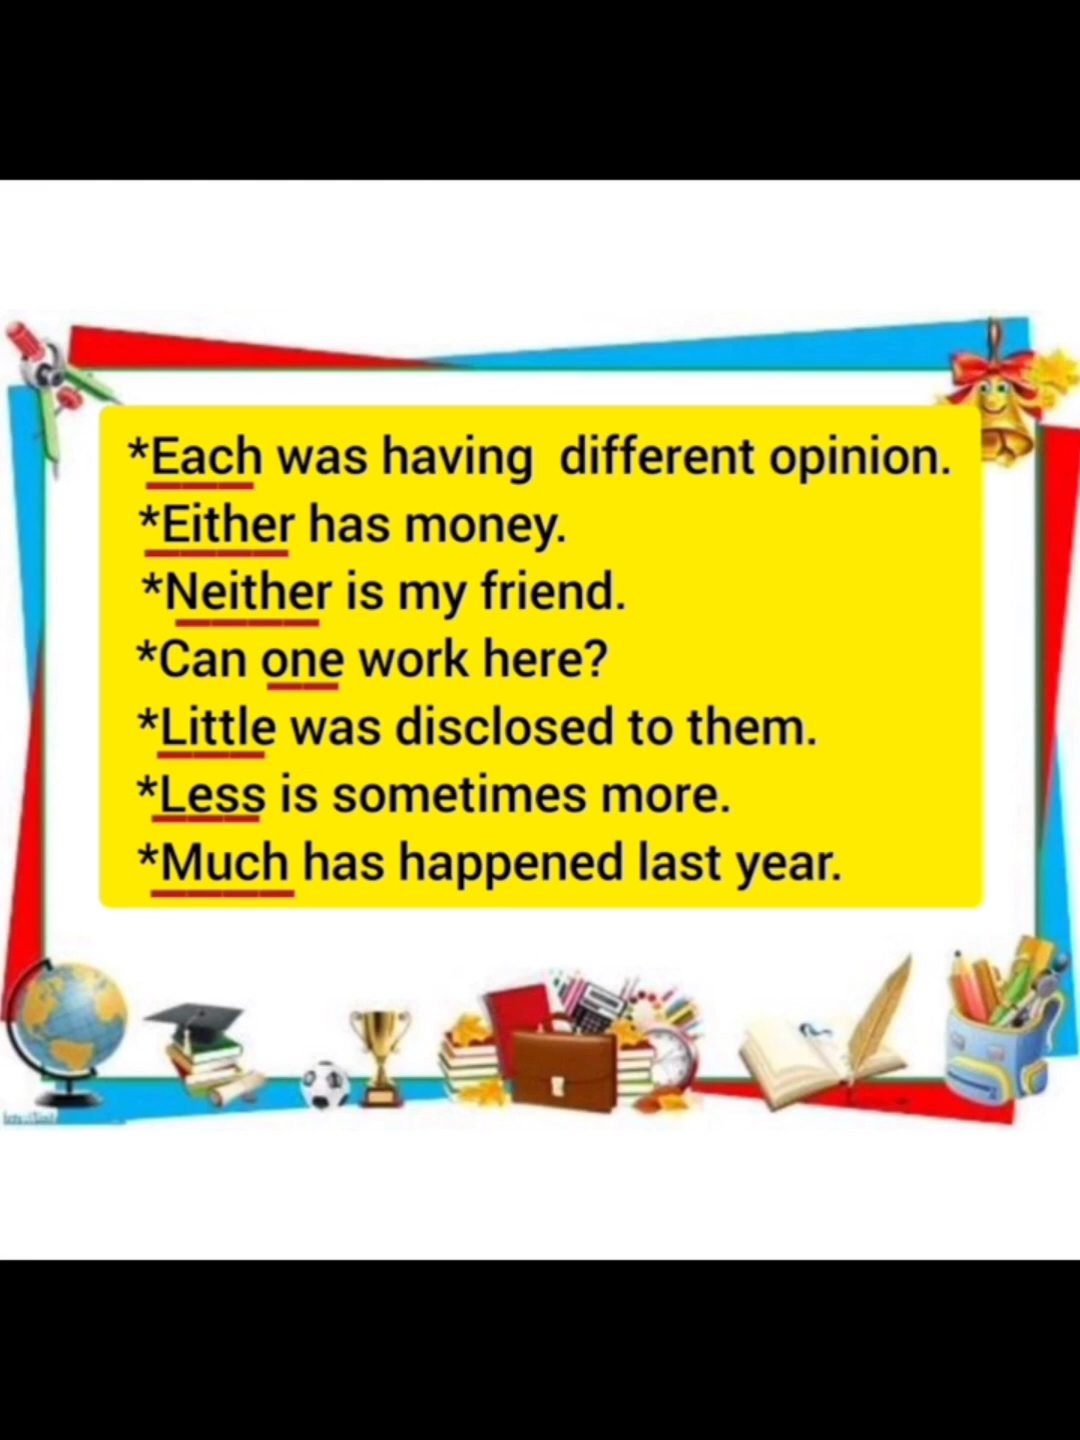 *Each was having different opinion.
*Either has money.
*Neither is my friend.
*Can one work here?
*Little was disclosed to them.
*Less is sometimes more.
*Much has happened last year.